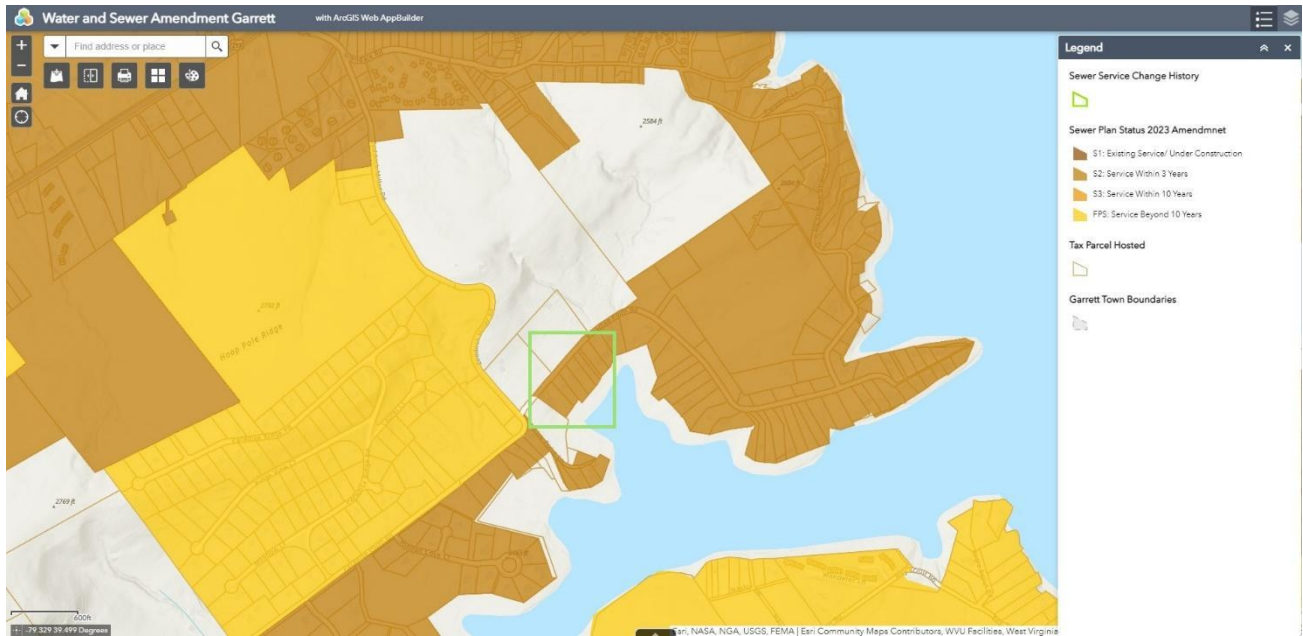 Water and Sewer Amendment Garrett
with ArcGIS Web AppBuilder
Find address or place
Legend
Sewer Service Change History
Sewer Plan Status 2023 Amendmnet
S1: Existing Service/ Under Construction
S2: Service Within 3 Years
S3: Service Within 10 Years
FPS: Service Beyond 10 Years
Tax Parcel Hosted
Garrett Town Boundaries
2584 ft
Hoop Pole Ridge
2769 ft
600ft
-79.329 39.499 Degrees
Esri, NASA, NGA, USGS, FEMA | Esri Community Maps Contributors, WVU Facilities, West Virginia